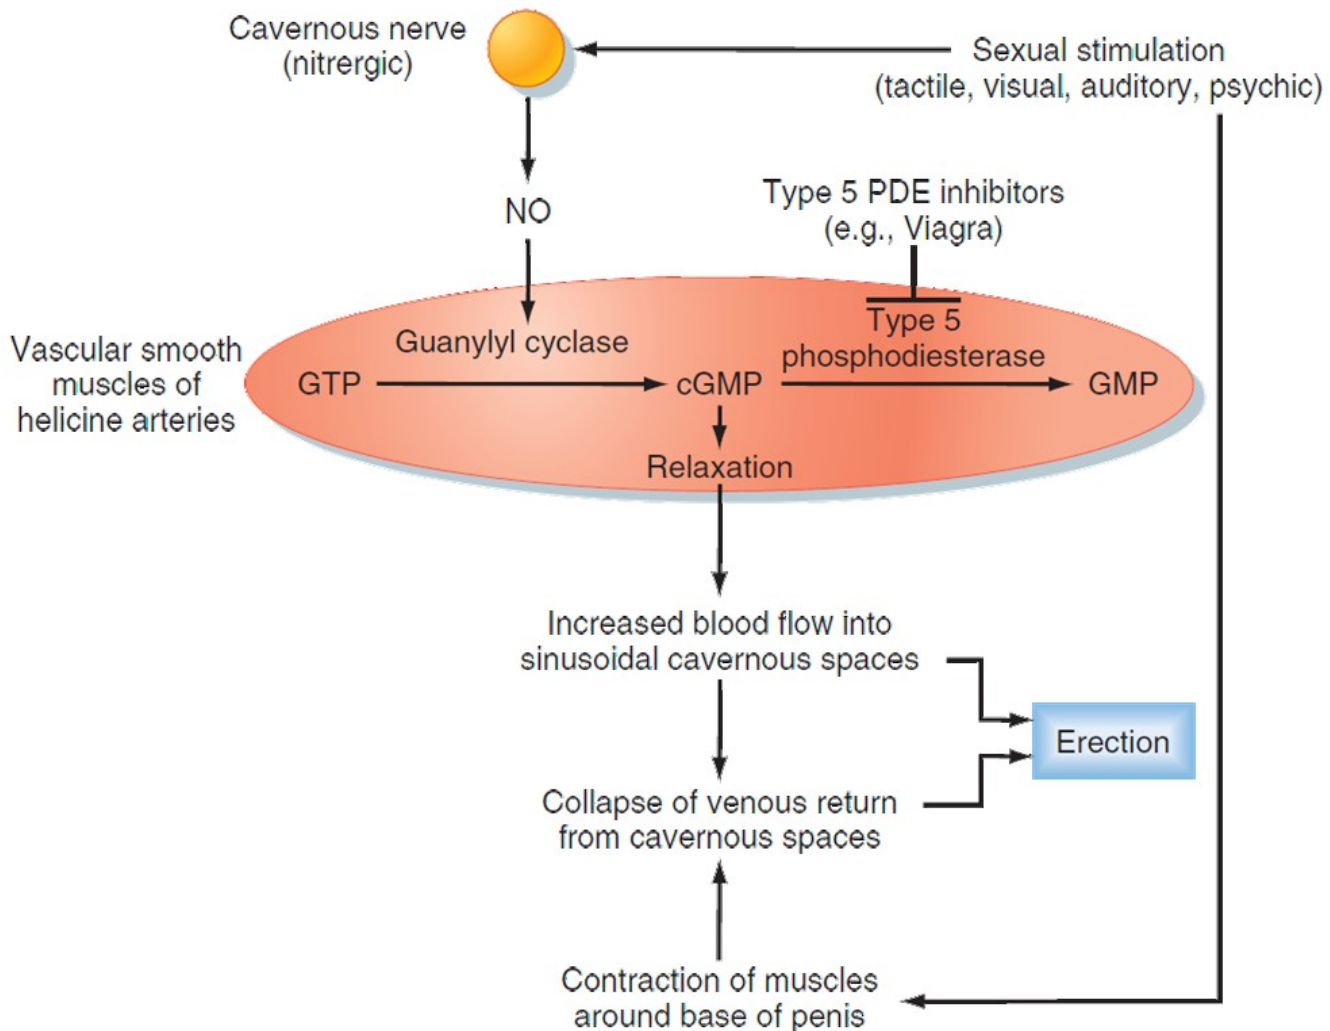 Cavernous nerve
(nitrergic)
Sexual stimulation
(tactile, visual, auditory, psychic)
NO
Type 5 PDE inhibitors
(e.g., Viagra)
Vascular smooth
muscles of
helicine arteries
Guanylyl cyclase
Type 5
phosphodiesterase
GTP
cGMP
GMP
Relaxation
Increased blood flow into
sinusoidal cavernous spaces
Erection
Collapse of venous return
from cavernous spaces
Contraction of muscles
around base of penis